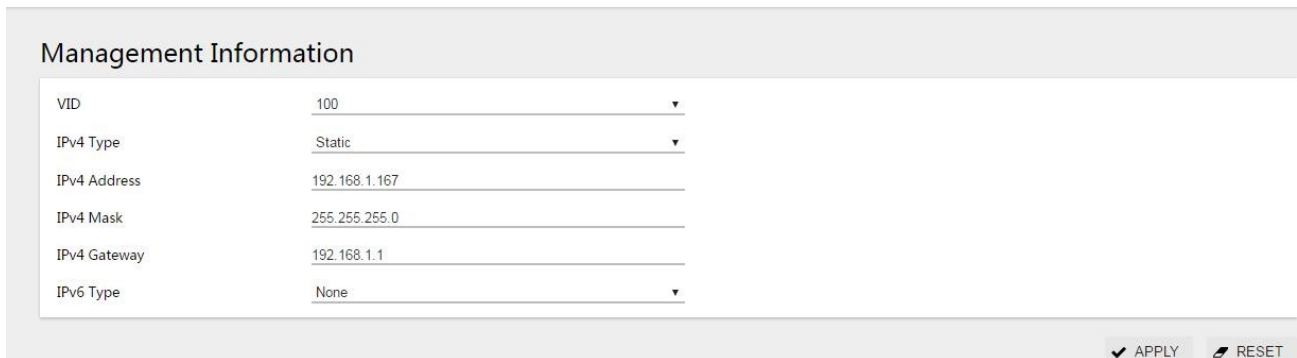 Management Information
VID 100
IPv4 Type Static
IPv4 Address 192.168.1.167
IPv4 Mask 255.255.255.0
IPv4 Gateway 192.168.1.1
IPv6 Type None
APPLY RESET